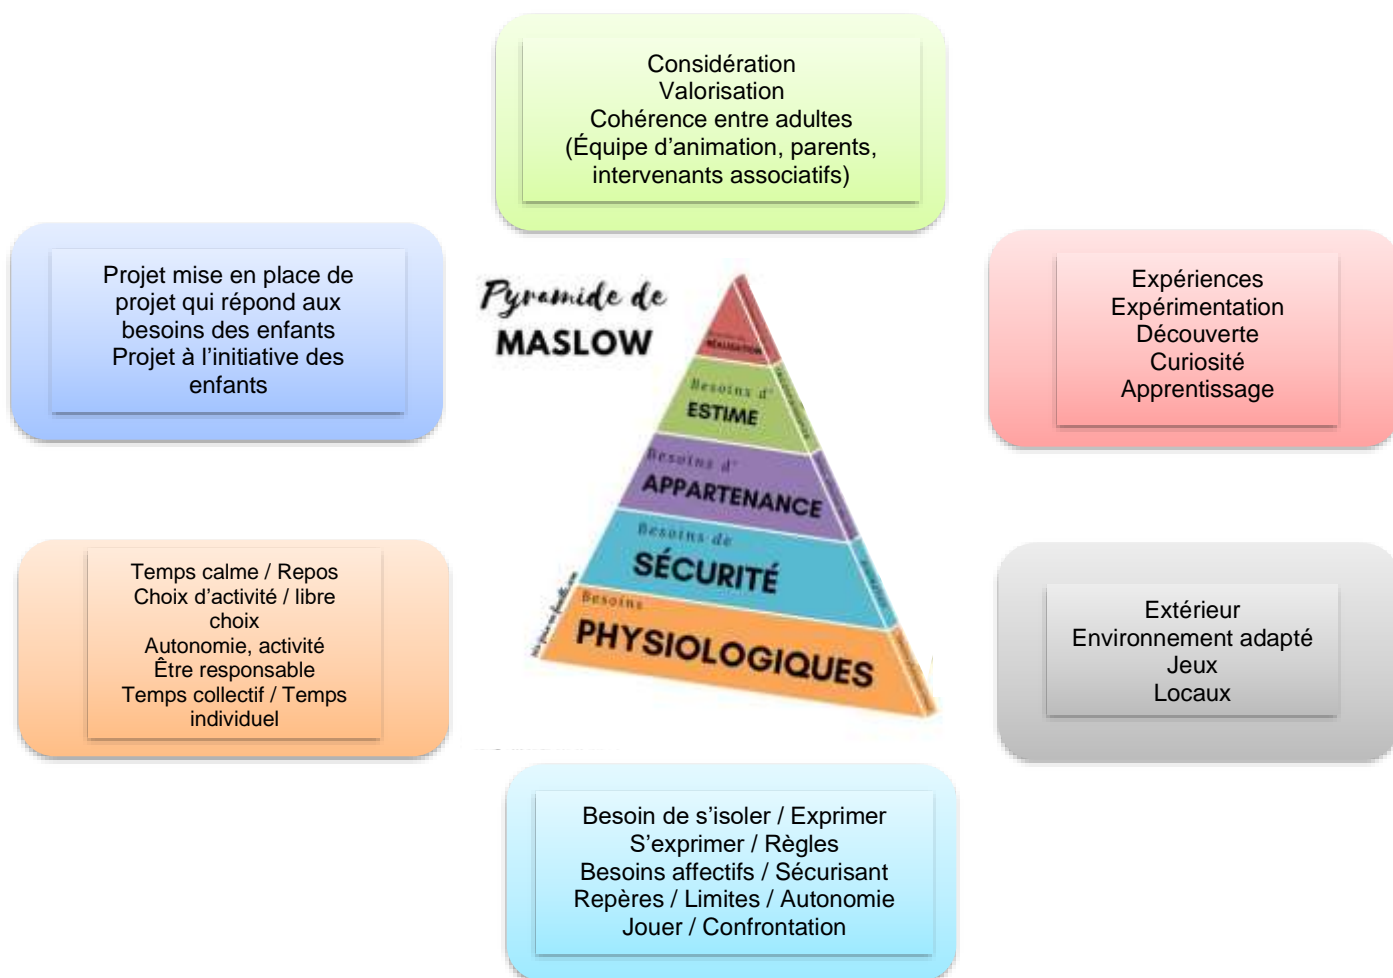 Considération
Valorisation
Cohérence entre adultes
(Équipe d'animation, parents,
intervenants associatifs)
Projet mise en place de
projet qui répond aux
besoins des enfants
Projet à l'initiative des
enfants
Pyramide de
MASLOW
RÉALISATION
Besoins d'
ESTIME
Besoins d'
APPARTENANCE
Besoins de
SÉCURITÉ
Besoins
PHYSIOLOGIQUES
Expériences
Expérimentation
Découverte
Curiosité
Apprentissage
Temps calme / Repos
Choix d'activité / libre
choix
Autonomie, activité
Être responsable
Temps collectif / Temps
individuel
Extérieur
Environnement adapté
Jeux
Locaux
Besoin de s'isoler / Exprimer
S'exprimer / Règles
Besoins affectifs / Sécurisant
Repères / Limites / Autonomie
Jouer / Confrontation